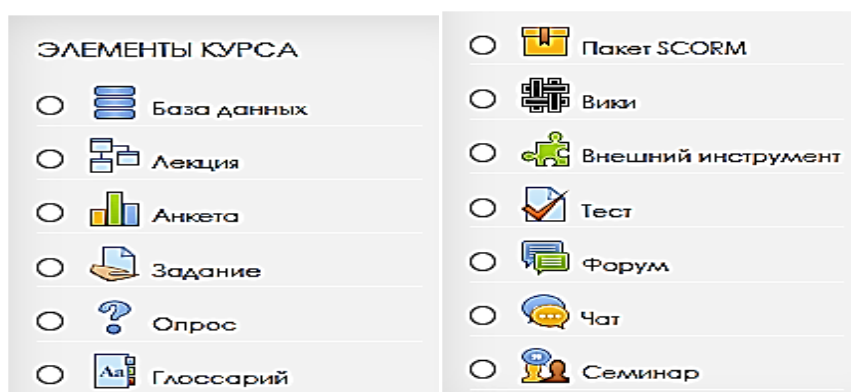 ЭЛЕМЕНТЫ КУРСА
База данных
Лекция
Анкета
Задание
Опрос
Глоссарий
Пакет SCORM
Вики
Внешний инструмент
Тест
Форум
Чат
Семинар